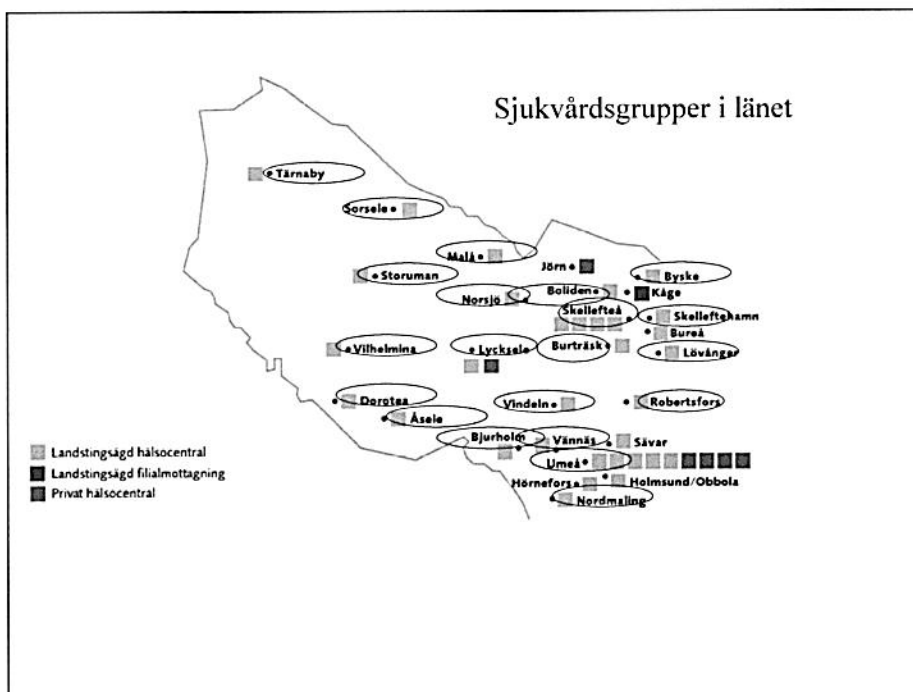 Sjukvårdsgrupper i länet
Tärnaby
Sorsele
Malå
Jörn
Storuman
Byske
Norsjö
Boliden
Kåge
Skellefteå
Skelleftehamn
Bureå
Vilhelmina
Lycksele
Burträsk
Lövånger
Dorotea
Vindeln
Robertsfors
Åsele
Bjurholm
Vännäs
Sävar
Landstingsägd hälsocentral
Umeå
Landstingsägd filialmottagning
Hörnefors
Holmsund/Obbola
Privat hälsocentral
Nordmaling